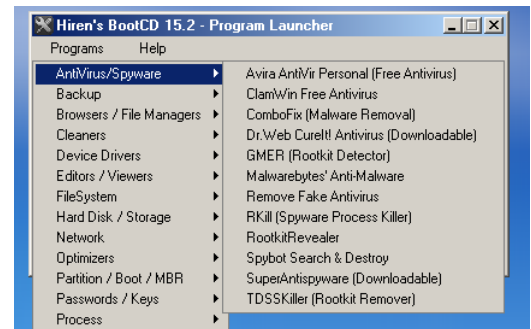 Hiren's BootCD 15.2 - Program Launcher
Programs Help
AntiVirus/Spyware
Backup
Browsers / File Managers
Cleaners
Device Drivers
Editors / Viewers
FileSystem
Hard Disk / Storage
Network
Optimizers
Partition / Boot / MBR
Passwords / Keys
Process
Avira AntiVir Personal (Free Antivirus)
ClamWin Free Antivirus
ComboFix (Malware Removal)
Dr.Web CureIt! Antivirus (Downloadable)
GMER (Rootkit Detector)
Malwarebytes' Anti-Malware
Remove Fake Antivirus
RKill (Spyware Process Killer)
RootkitRevealer
Spybot Search & Destroy
SuperAntispyware (Downloadable)
TDSSKiller (Rootkit Remover)